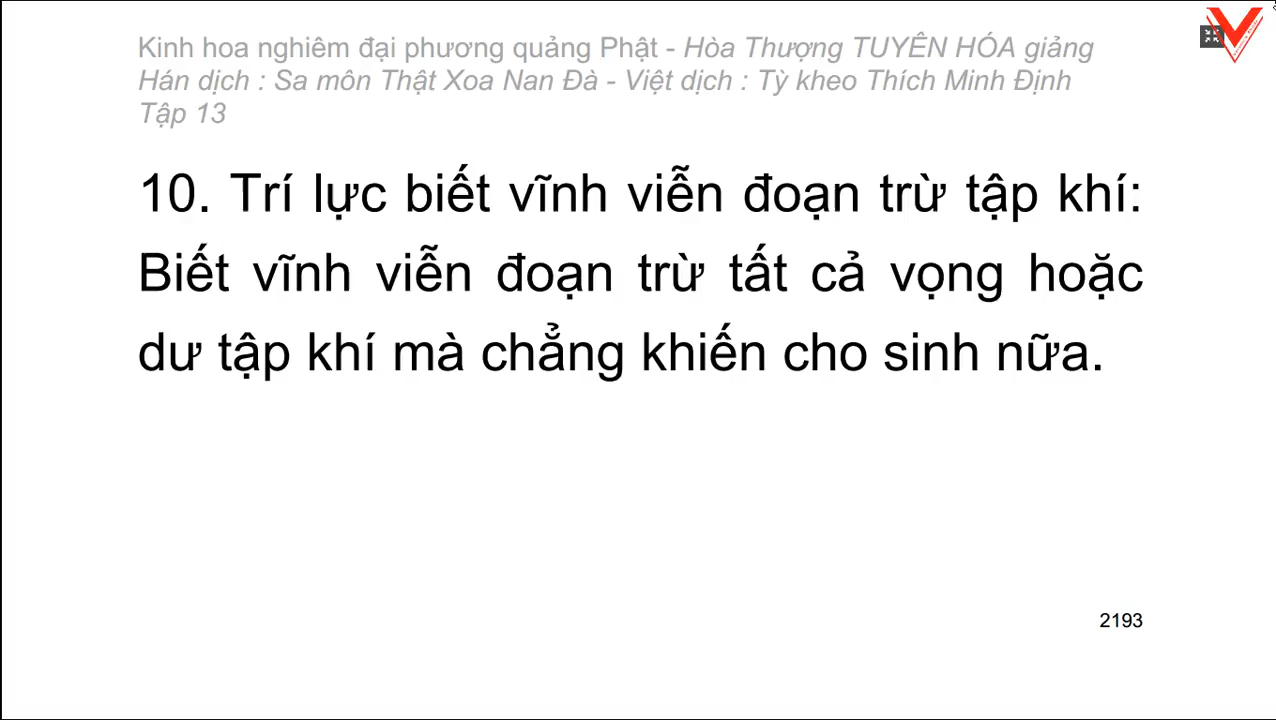 Kinh hoa nghiêm đại phương quảng Phật - Hòa Thượng TUYÊN HÓA giảng
Hán dịch : Sa môn Thật Xoa Nan Đà - Việt dịch : Tỳ kheo Thích Minh Định
Tập 13
10. Trí lực biết vĩnh viễn đoạn trừ tập khí:
Biết vĩnh viễn đoạn trừ tất cả vọng hoặc
dư tập khí mà chẳng khiến cho sinh nữa.
2193